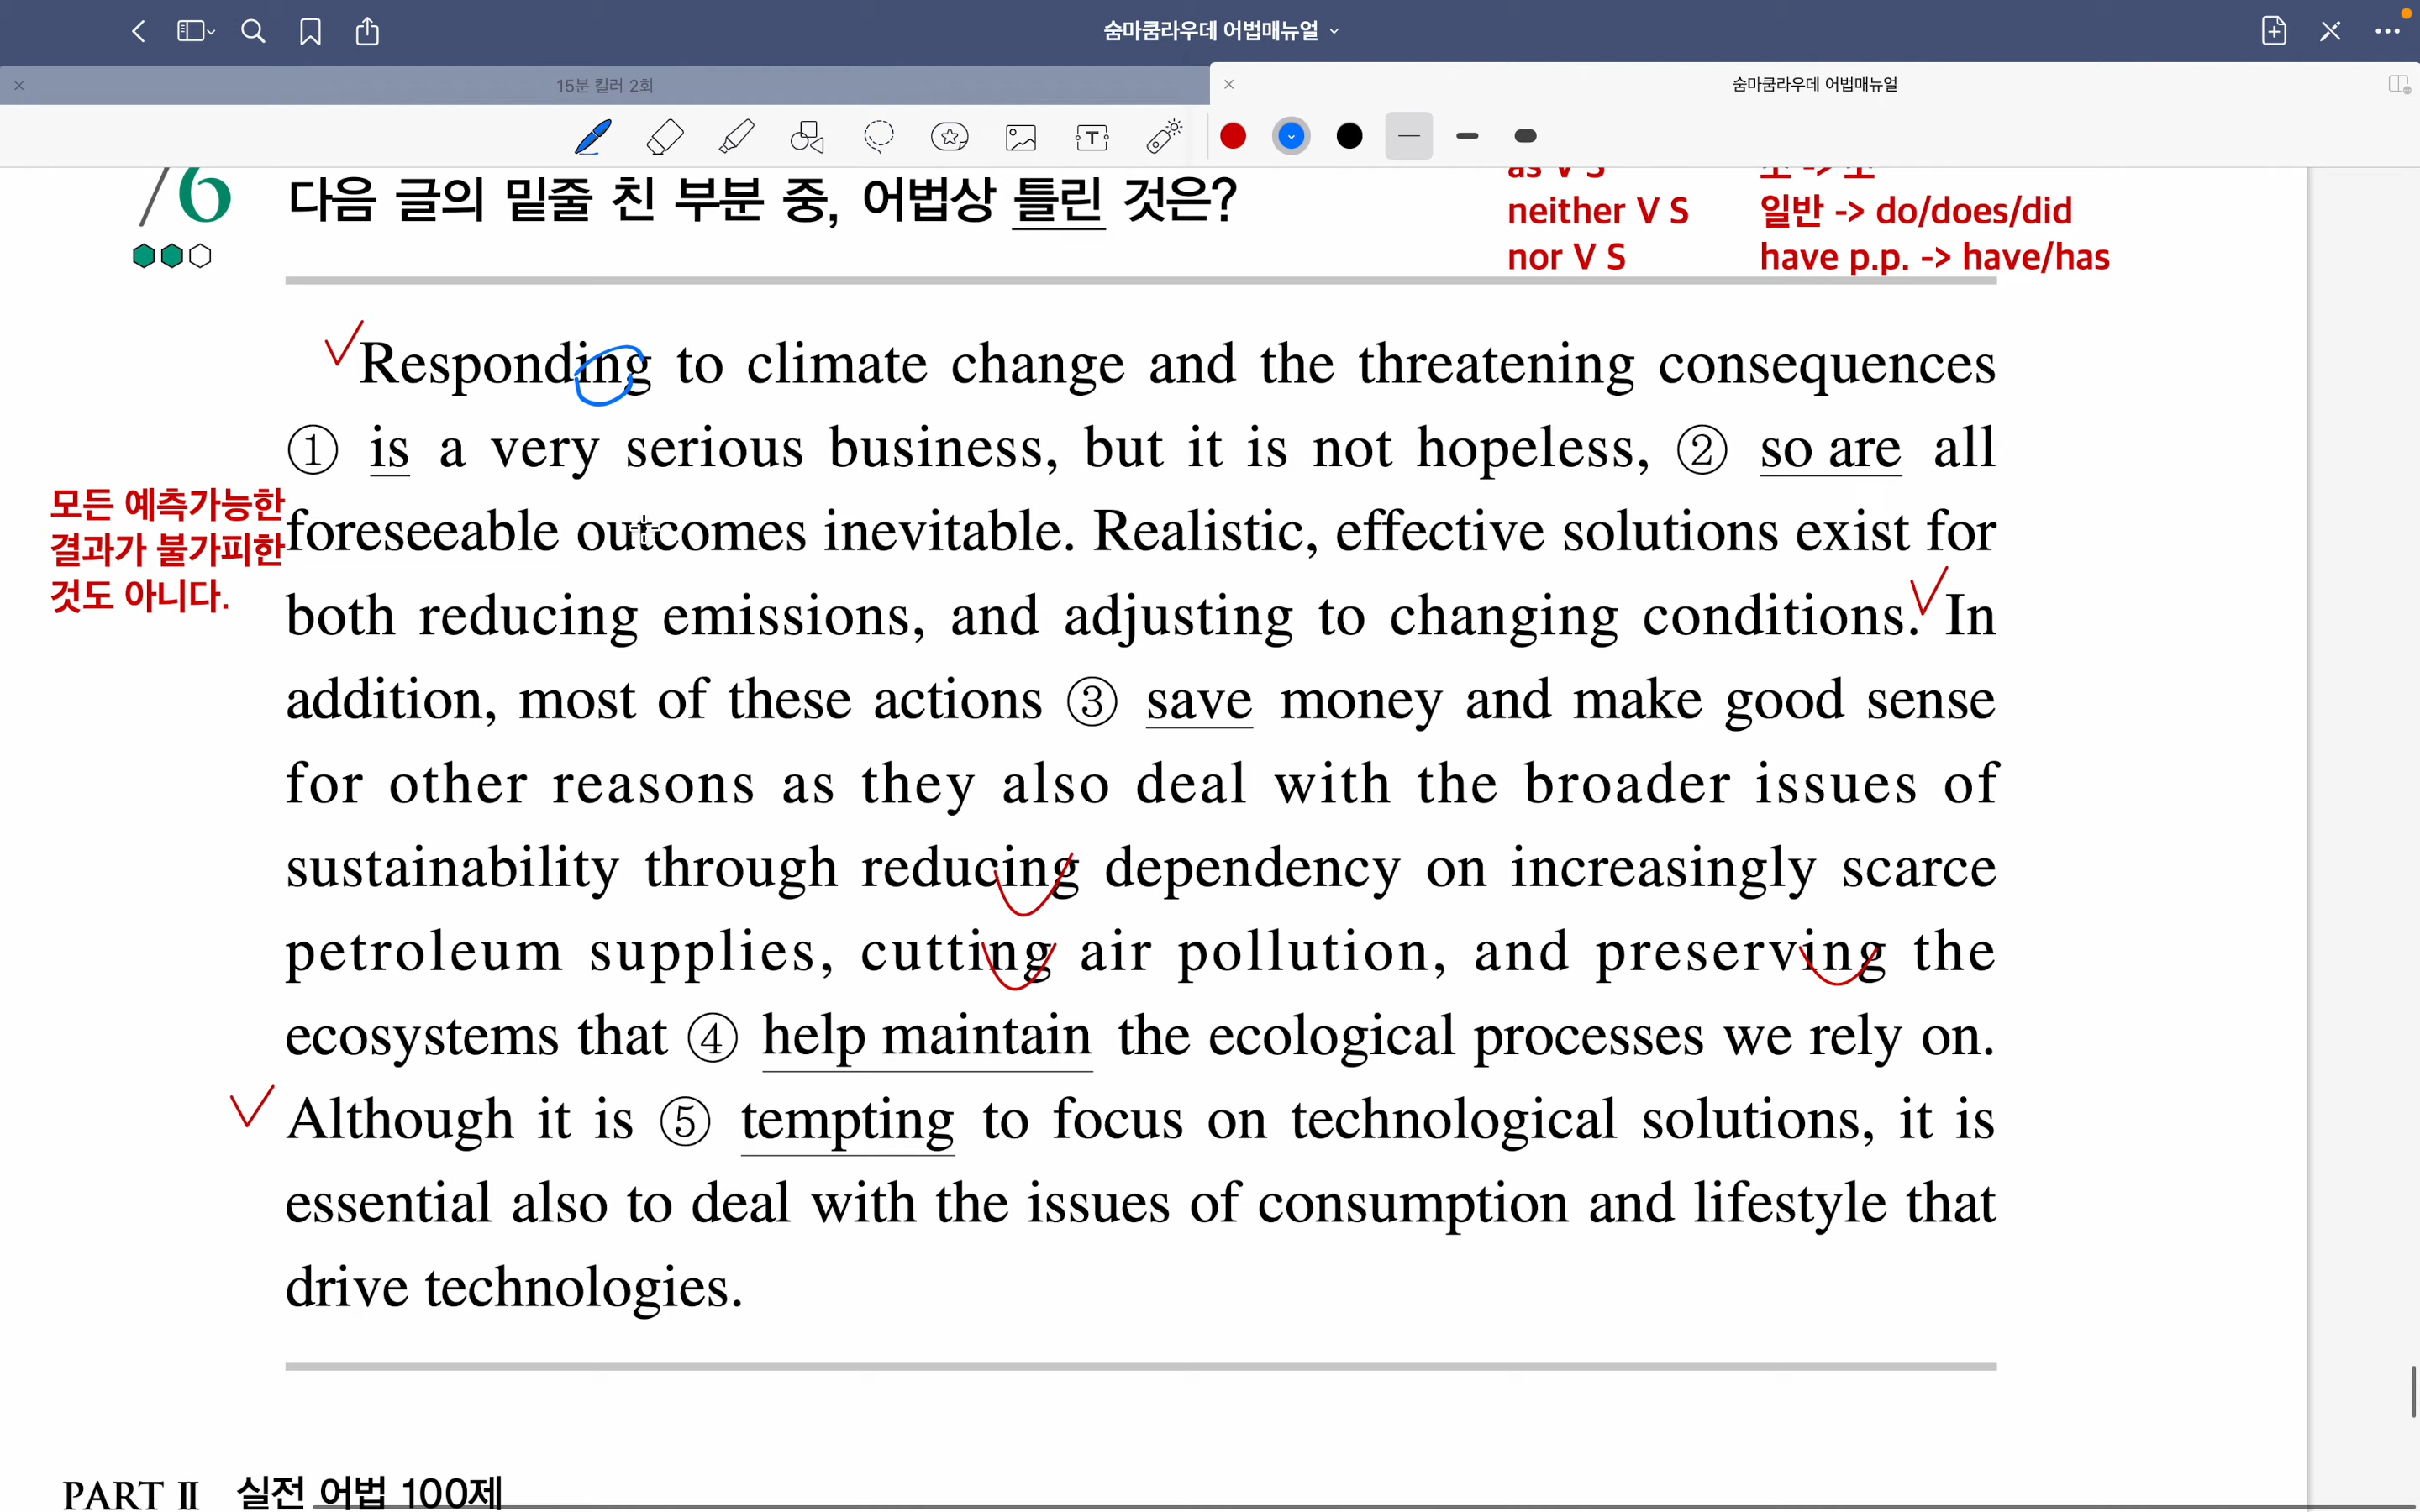 숨마쿰라우데 어법매뉴얼
15분 킬러 2회
숨마쿰라우데 어법매뉴얼
T
/6 다음 글의 밑줄 친 부분 중, 어법상 틀린 것은?
as V S
neither V S 일반 -> do/does/did
nor V S have p.p. -> have/has
Responding to climate change and the threatening consequences
① is a very serious business, but it is not hopeless, ② so are all
모든 예측가능한
결과가 불가피한
것도 아니다.
foreseeable outcomes inevitable. Realistic, effective solutions exist for
both reducing emissions, and adjusting to changing conditions. In
addition, most of these actions ③ save money and make good sense
for other reasons as they also deal with the broader issues of
sustainability through reducing dependency on increasingly scarce
petroleum supplies, cutting air pollution, and preserving the
ecosystems that ④ help maintain the ecological processes we rely on.
Although it is ⑤ tempting to focus on technological solutions, it is
essential also to deal with the issues of consumption and lifestyle that
drive technologies.
PART II 실전 어법 100제